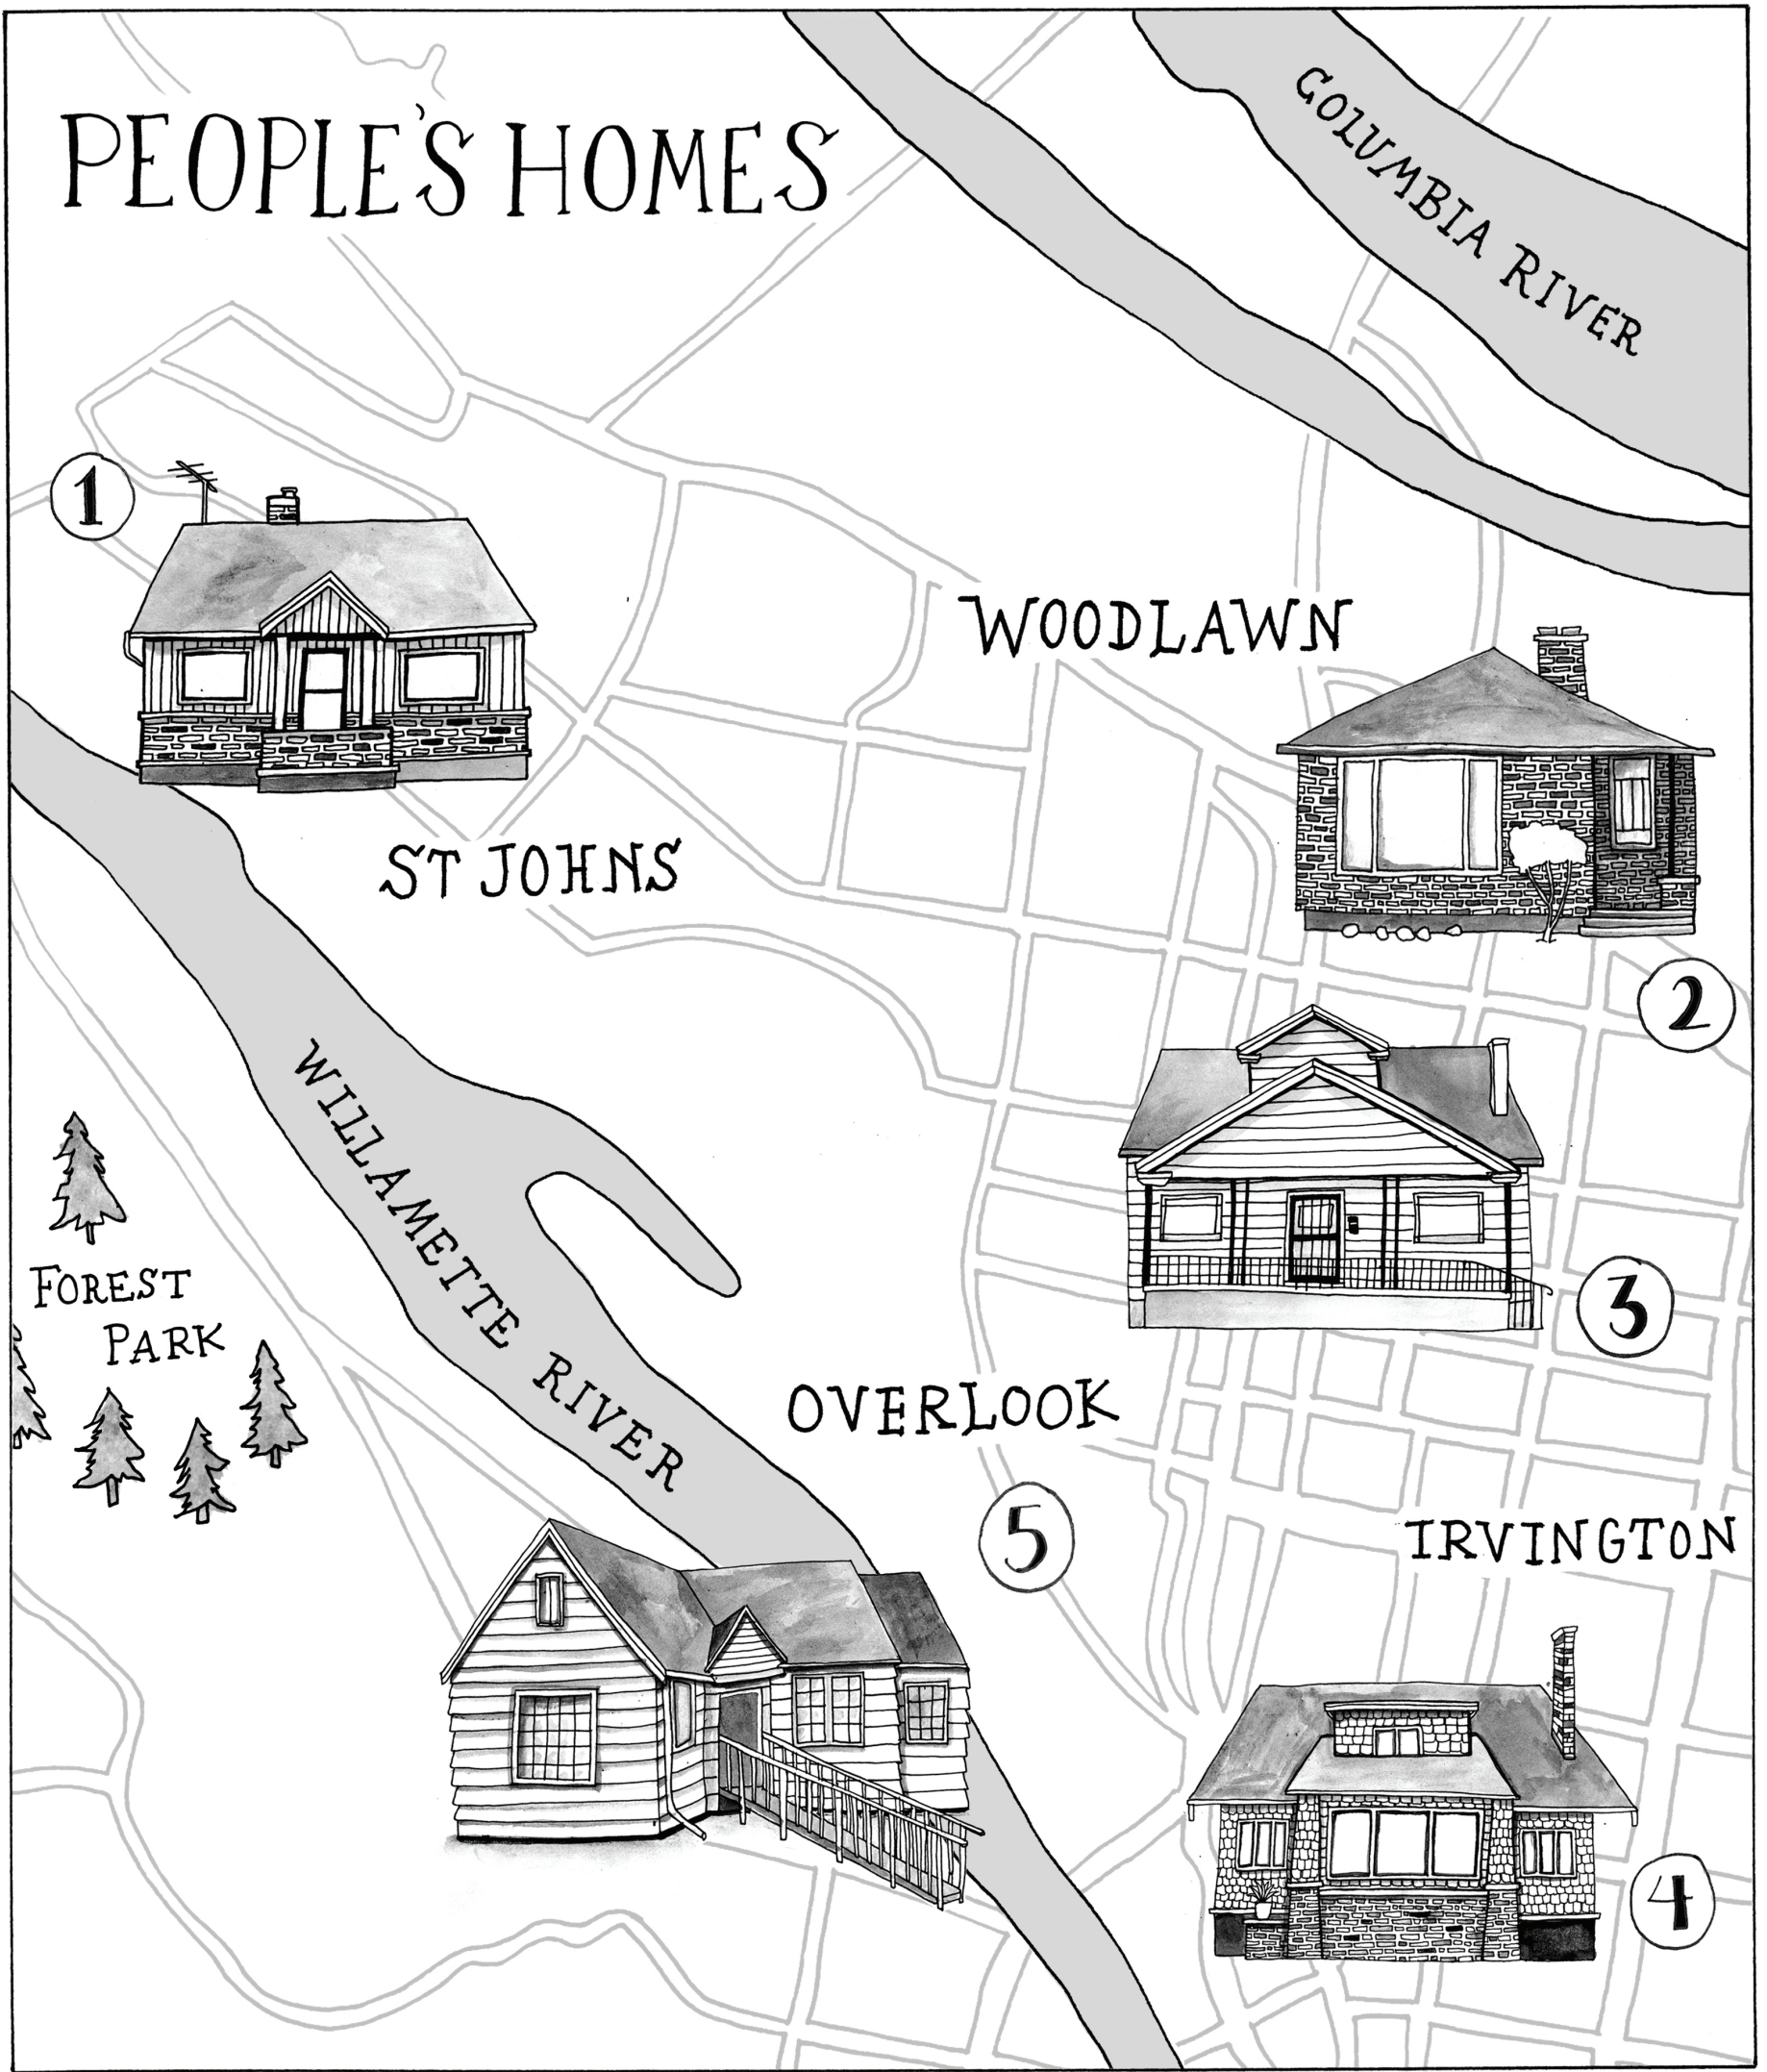 PEOPLE'S HOMES
COLUMBIA RIVER
1
WOODLAWN
ST JOHNS
2
WILLAMETTE RIVER
FOREST
PARK
3
OVERLOOK
5
IRVINGTON
4